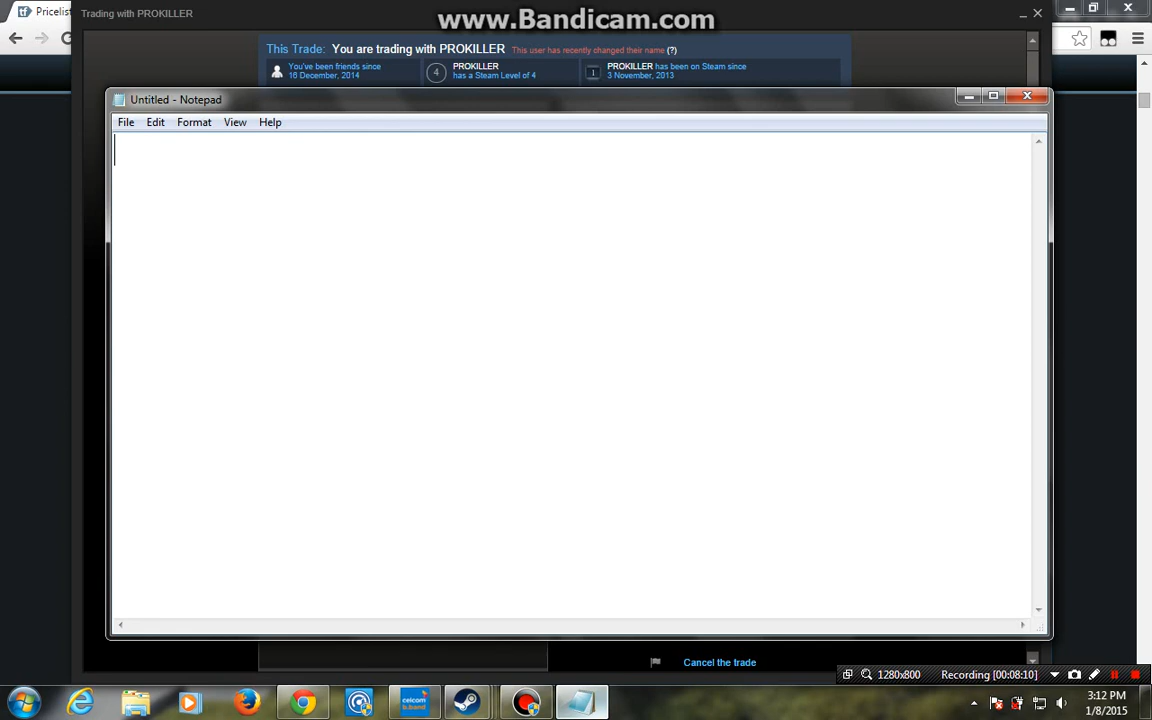 Pricelist
Trading with PROKILLER
www.Bandicam.com
This Trade: You are trading with PROKILLER This user has recently changed their name (?)
You've been friends since
16 December, 2014
4
PROKILLER
has a Steam Level of 4
1
PROKILLER has been on Steam since
3 November, 2013
Untitled - Notepad
File Edit Format View Help
Cancel the trade
1280x800 Recording [00:08:10]
celcom
3:12 PM
1/8/2015